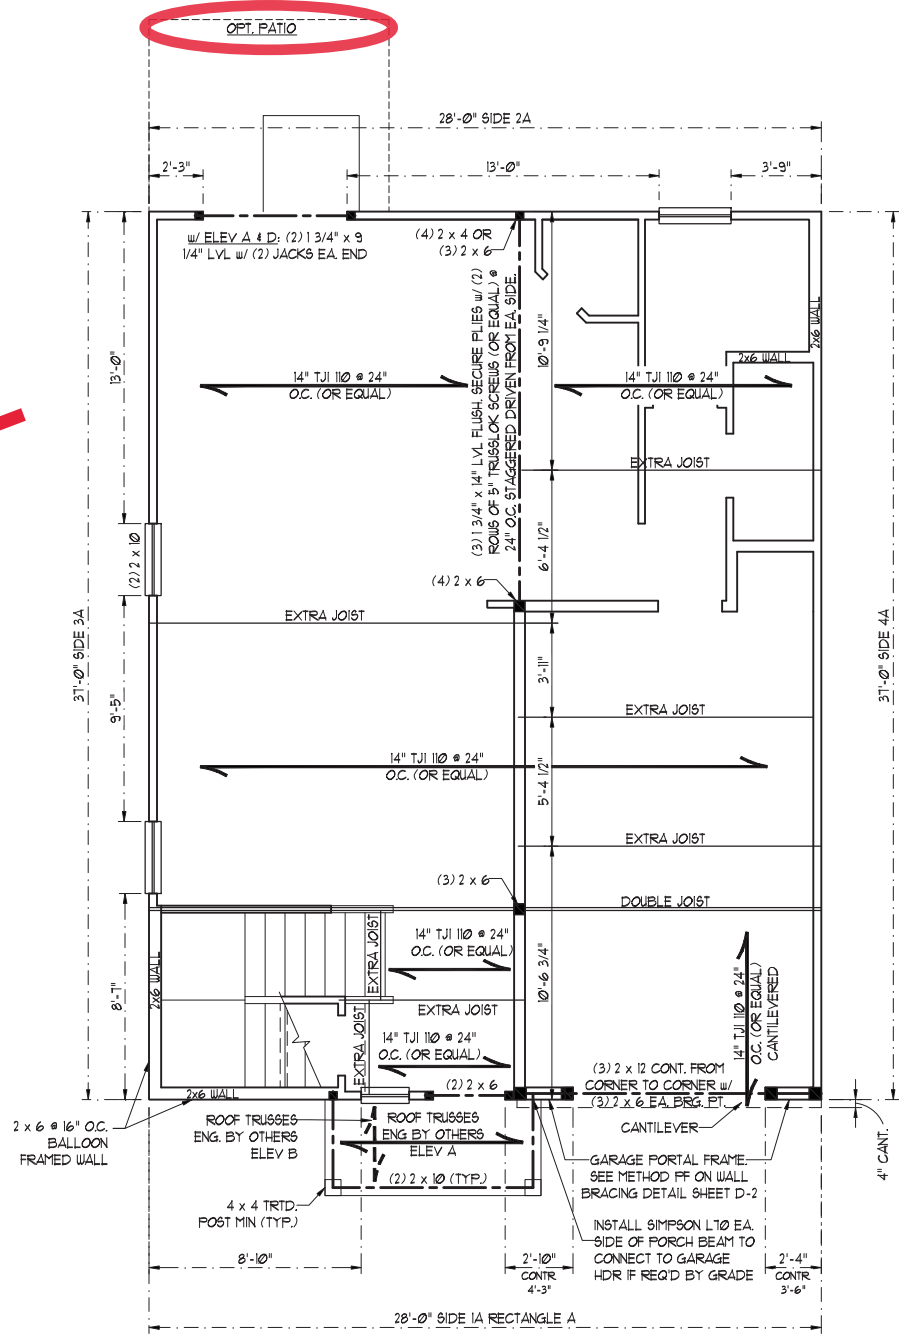 OPT. PATIO
28'-0" SIDE 2A
2'-3"
13'-0"
3'-9"
w/ ELEV A & D: (2) 1 3/4" x 9
1/4" LVL w/ (2) JACKS EA. END
(4) 2 x 4 OR
(3) 2 x 6
(3) 1 3/4" x 14" LVL FLUSH. SECURE PLIES w/ (2)
ROWS OF 5" TRUSSLOK SCREWS (OR EQUAL) @
24" O.C. STAGGERED DRIVEN FROM EA. SIDE.
10'-9 1/4"
2x6 WALL
2x6 WALL
13'-0"
14" TJI 110 @ 24"
O.C. (OR EQUAL)
14" TJI 110 @ 24"
O.C. (OR EQUAL)
EXTRA JOIST
(2) 2 x 10
6'-4 1/2"
(4) 2 x 6
EXTRA JOIST
37'-0" SIDE 3A
37'-0" SIDE 4A
3'-11"
9'-5"
EXTRA JOIST
14" TJI 110 @ 24"
O.C. (OR EQUAL)
5'-4 1/2"
EXTRA JOIST
(3) 2 x 6
DOUBLE JOIST
14" TJI 110 @ 24"
O.C. (OR EQUAL)
EXTRA JOIST
2x6 WALL
8'-7"
10'-6 3/4"
14" TJI 110 @ 24"
O.C. (OR EQUAL)
CANTILEVERED
EXTRA JOIST
EXTRA JOIST
14" TJI 110 @ 24"
O.C. (OR EQUAL)
(2) 2 x 6
(3) 2 x 12 CONT. FROM
CORNER TO CORNER w/
(3) 2 x 6 EA. BRG. PT.
2x6 WALL
2 x 6 @ 16" O.C.
BALLOON
FRAMED WALL
ROOF TRUSSES
ENG. BY OTHERS
ELEV B
ROOF TRUSSES
ENG BY OTHERS
ELEV A
CANTILEVER
4" CANT.
(2) 2 x 10 (TYP.)
GARAGE PORTAL FRAME.
SEE METHOD PF ON WALL
BRACING DETAIL SHEET D-2
4 x 4 TRTD.
POST MIN (TYP.)
INSTALL SIMPSON L70 EA.
SIDE OF PORCH BEAM TO
CONNECT TO GARAGE
HDR IF REQ'D BY GRADE
8'-10"
2'-10"
CONTR.
4'-3"
2'-4"
CONTR.
3'-6"
28'-0" SIDE 1A RECTANGLE A